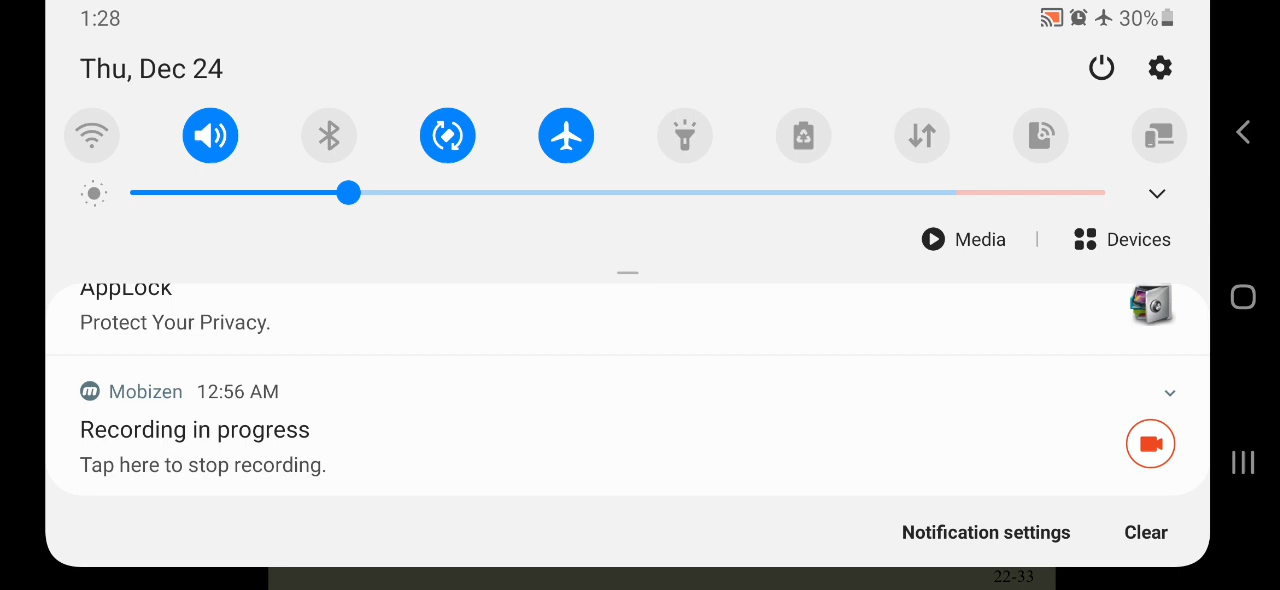 1:28
30%
Thu, Dec 24
Media
Devices
AppLock
Protect Your Privacy.
m Mobizen 12:56 AM
Recording in progress
Tap here to stop recording.
Notification settings
Clear
22-33